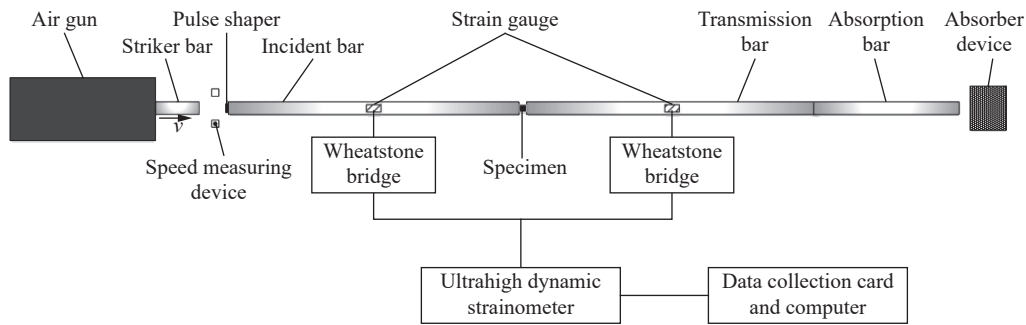 Air gun
Pulse shaper
Striker bar
Incident bar
Strain gauge
Transmission
bar
Absorption
bar
Absorber
device
v
Speed measuring
device
Wheatstone
bridge
Specimen
Wheatstone
bridge
Ultrahigh dynamic
strainometer
Data collection card
and computer